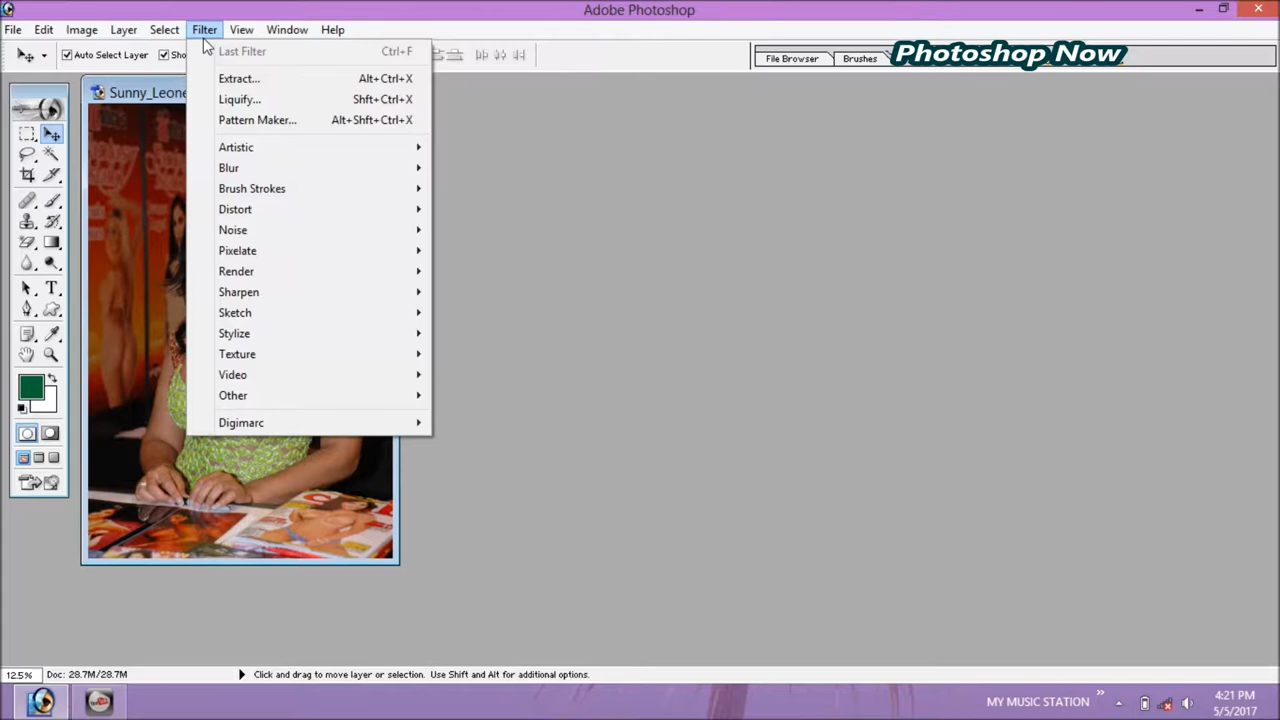 Adobe Photoshop
File Edit Image Layer Select Filter View Window Help
Auto Select Layer Sho
File Browser Brushes Photoshop Now
Sunny_Leone
Last Filter Ctrl+F
Extract... Alt+Ctrl+X
Liquify... Shft+Ctrl+X
Pattern Maker... Alt+Shft+Ctrl+X
Artistic
Blur
Brush Strokes
Distort
Noise
Pixelate
Render
Sharpen
Sketch
Stylize
Texture
Video
Other
Digimarc
12.5% Doc: 28.7M/28.7M Click and drag to move layer or selection. Use Shift and Alt for additional options.
MY MUSIC STATION
4:21 PM
5/5/2017